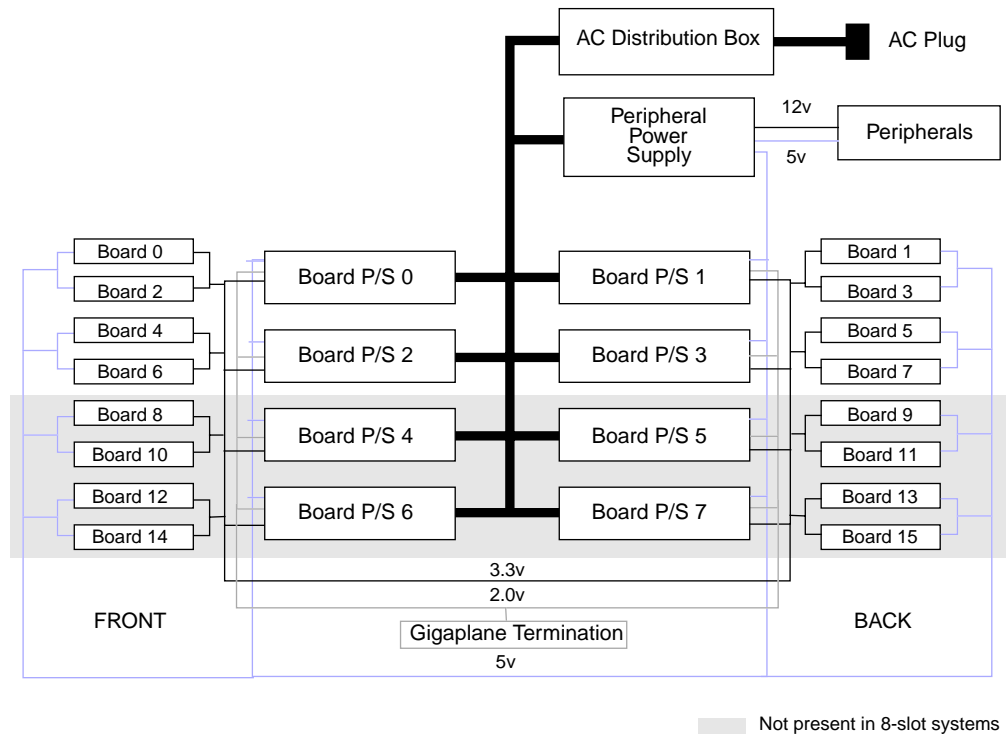 AC Distribution Box
AC Plug
Peripheral
Power
Supply
12v
5v
Peripherals
Board 0
Board 2
Board 4
Board 6
Board 8
Board 10
Board 12
Board 14
Board P/S 0
Board P/S 1
Board P/S 2
Board P/S 3
Board P/S 4
Board P/S 5
Board P/S 6
Board P/S 7
Board 1
Board 3
Board 5
Board 7
Board 9
Board 11
Board 13
Board 15
3.3v
2.0v
FRONT
Gigaplane Termination
BACK
5v
Not present in 8-slot systems